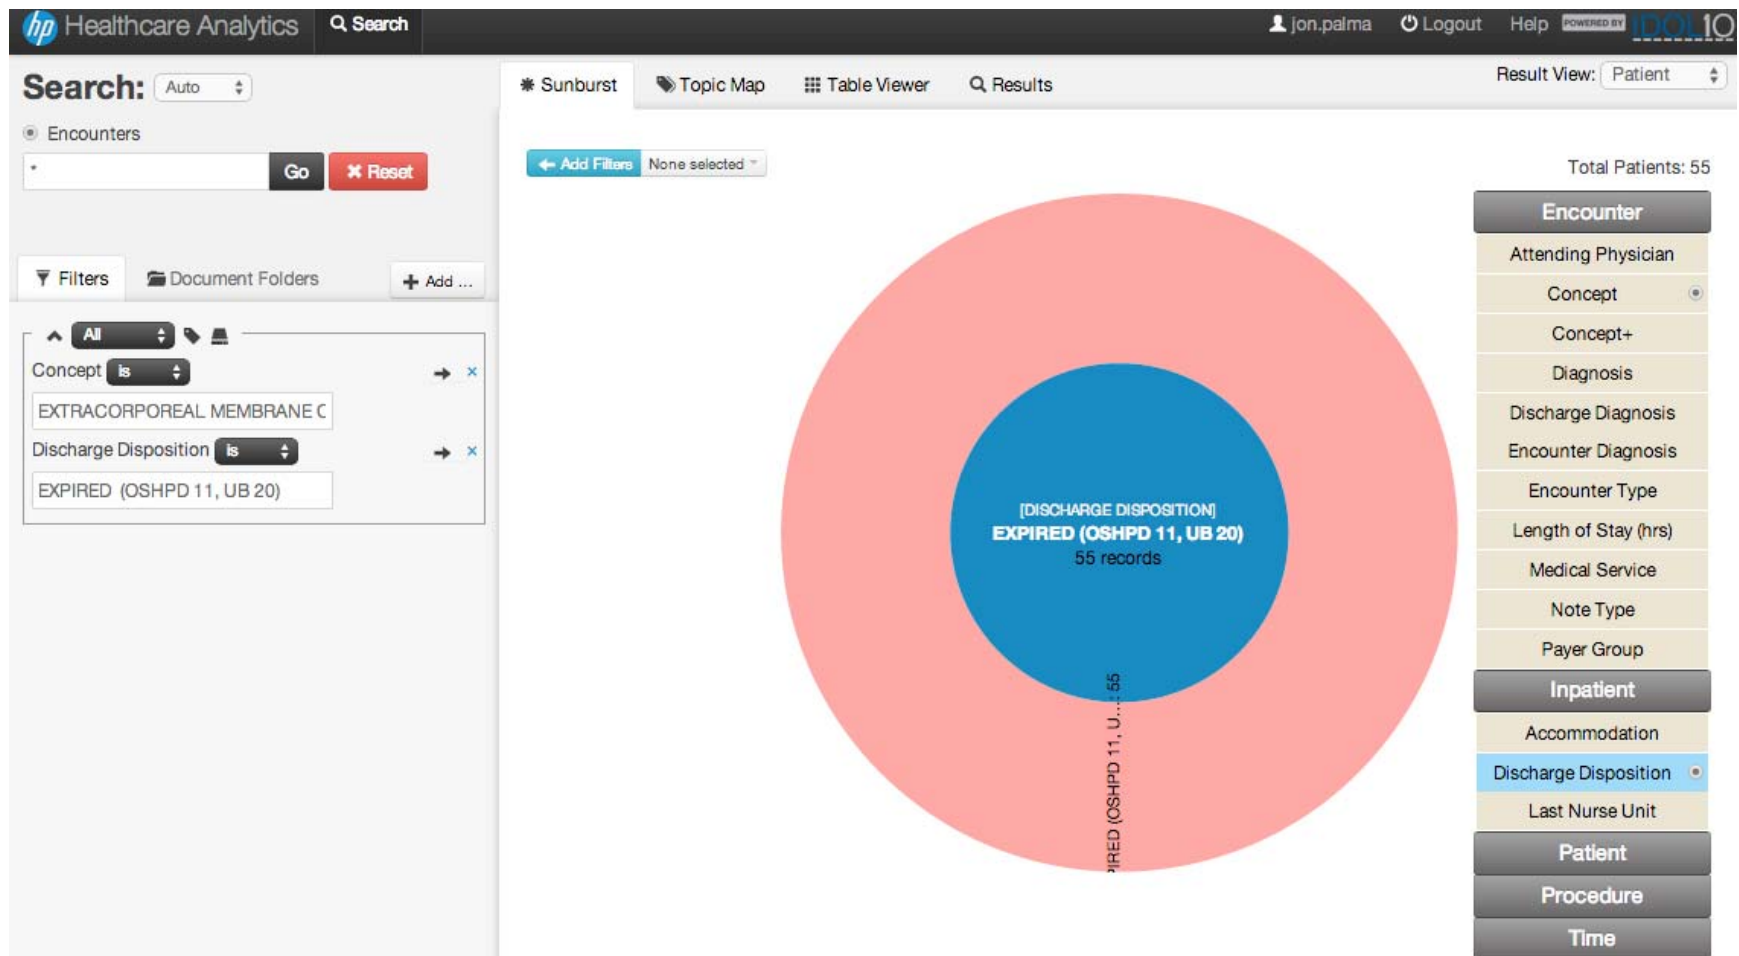 hp Healthcare Analytics Search jon.palma Logout Help POWERED BY IDOL10
Search: Auto
Encounters
*
Go Reset
Filters Document Folders Add ...
All
Concept is
EXTRACORPOREAL MEMBRANE C
Discharge Disposition is
EXPIRED (OSHPD 11, UB 20)
Sunburst Topic Map Table Viewer Results
Result View: Patient
Add Filters None selected
Total Patients: 55
[DISCHARGE DISPOSITION]
EXPIRED (OSHPD 11, UB 20)
55 records
PIRED (OSHPD 11, U...: 55
Encounter
Attending Physician
Concept
Concept+
Diagnosis
Discharge Diagnosis
Encounter Diagnosis
Encounter Type
Length of Stay (hrs)
Medical Service
Note Type
Payer Group
Inpatient
Accommodation
Discharge Disposition
Last Nurse Unit
Patient
Procedure
Time